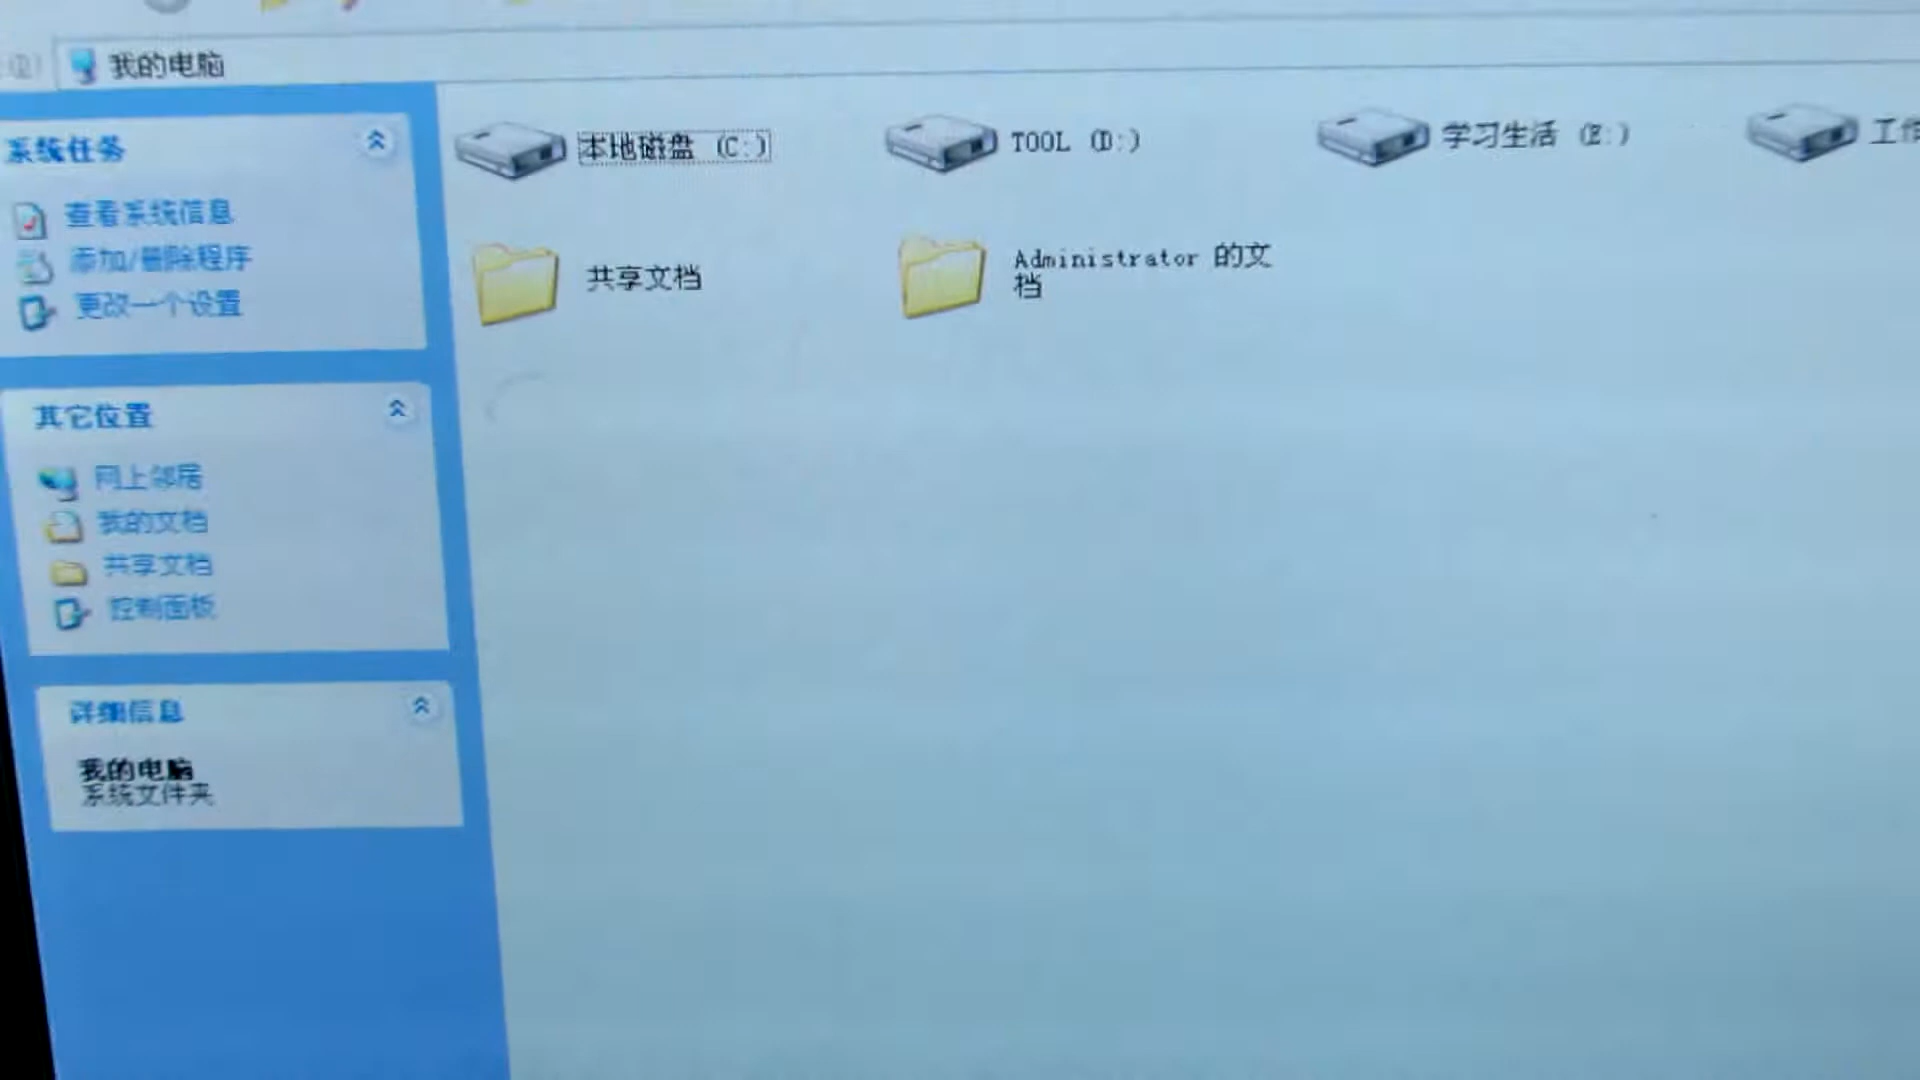 我的电脑
系统任务
查看系统信息
添加/删除程序
更改一个设置
其它位置
网上邻居
我的文档
共享文档
控制面板
详细信息
我的电脑
系统文件夹
本地磁盘 (C:)
TOOL (D:)
学习生活 (E:)
工作
共享文档
Administrator 的文
档